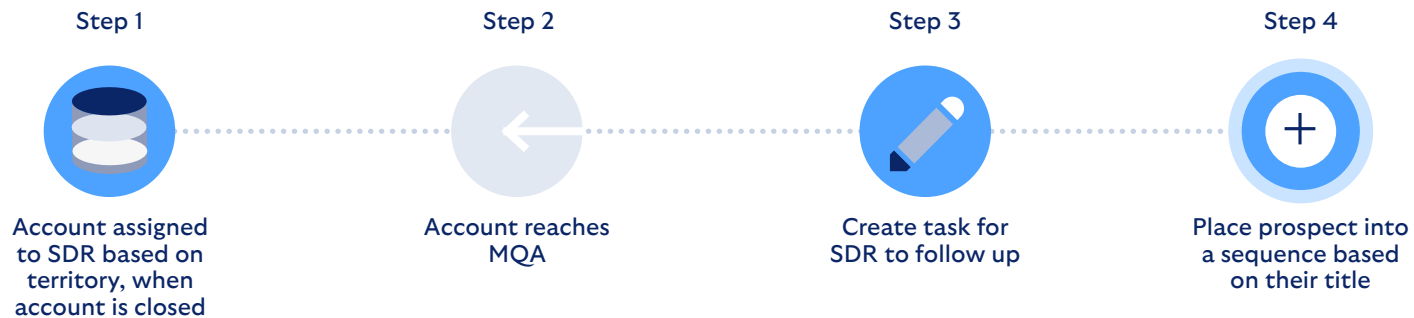 Step 1
Step 2
Step 3
Step 4
Account assigned
to SDR based on
territory, when
account is closed
Account reaches
MQA
Create task for
SDR to follow up
Place prospect into
a sequence based
on their title